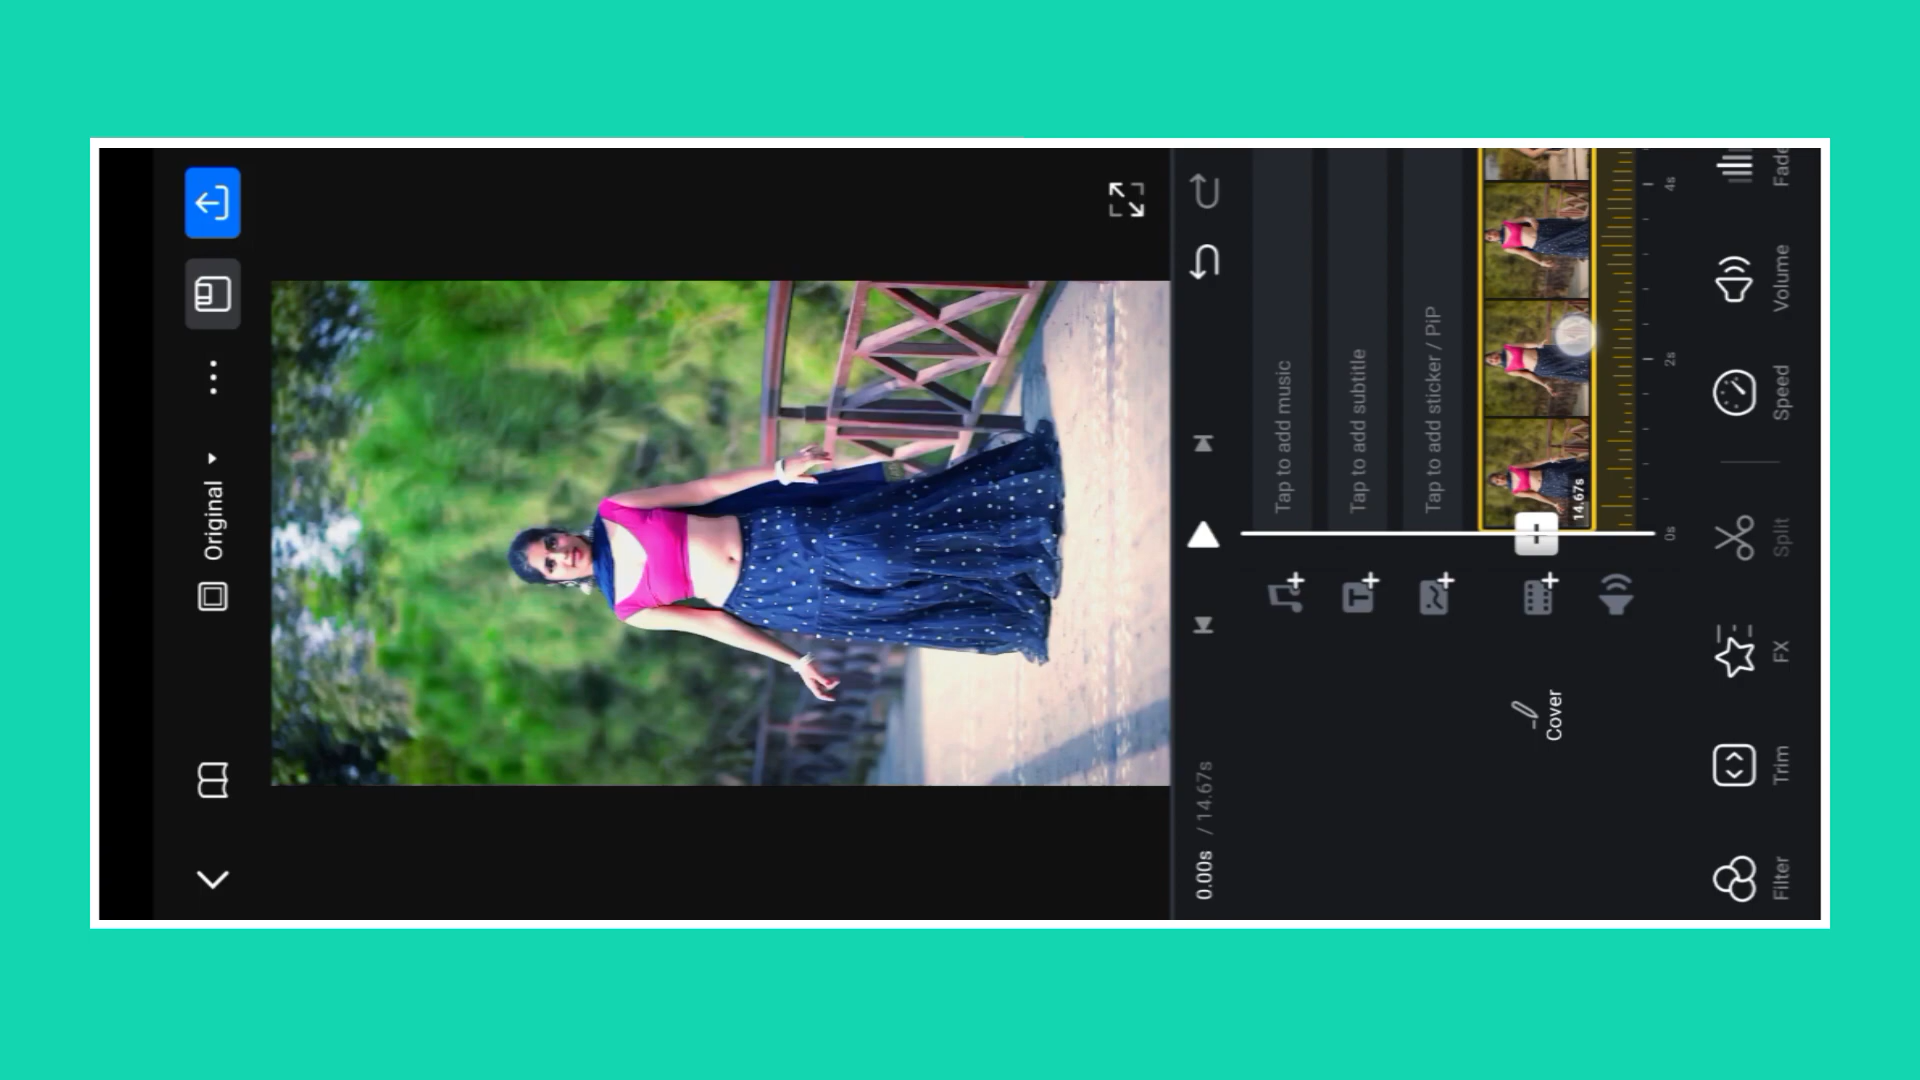 Original
0.00s / 14.67s
Tap to add music
Tap to add subtitle
Tap to add sticker / PiP
Cover
14.67s
0s
2s
4s
Filter
Trim
FX
Split
Speed
Volume
Fade